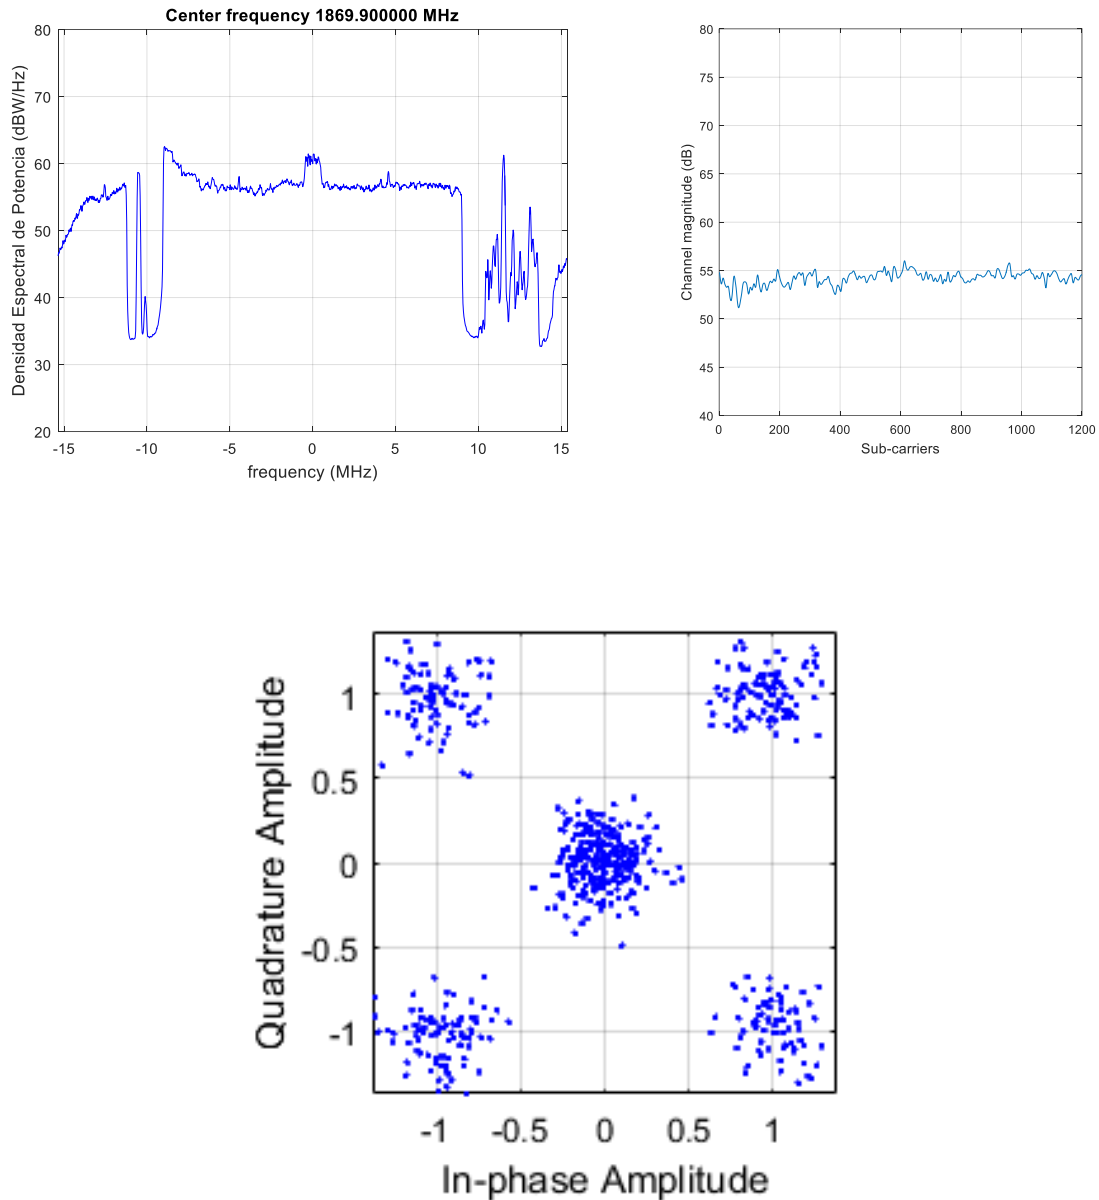 Center frequency 1869.900000 MHz
80
70
60
50
40
30
20
Densidad Espectral de Potencia (dBW/Hz)
-15 -10 -5 0 5 10 15
frequency (MHz)
80
75
70
65
60
55
50
45
40
Channel magnitude (dB)
0 200 400 600 800 1000 1200
Sub-carriers
1
0.5
0
-0.5
-1
Quadrature Amplitude
-1 -0.5 0 0.5 1
In-phase Amplitude